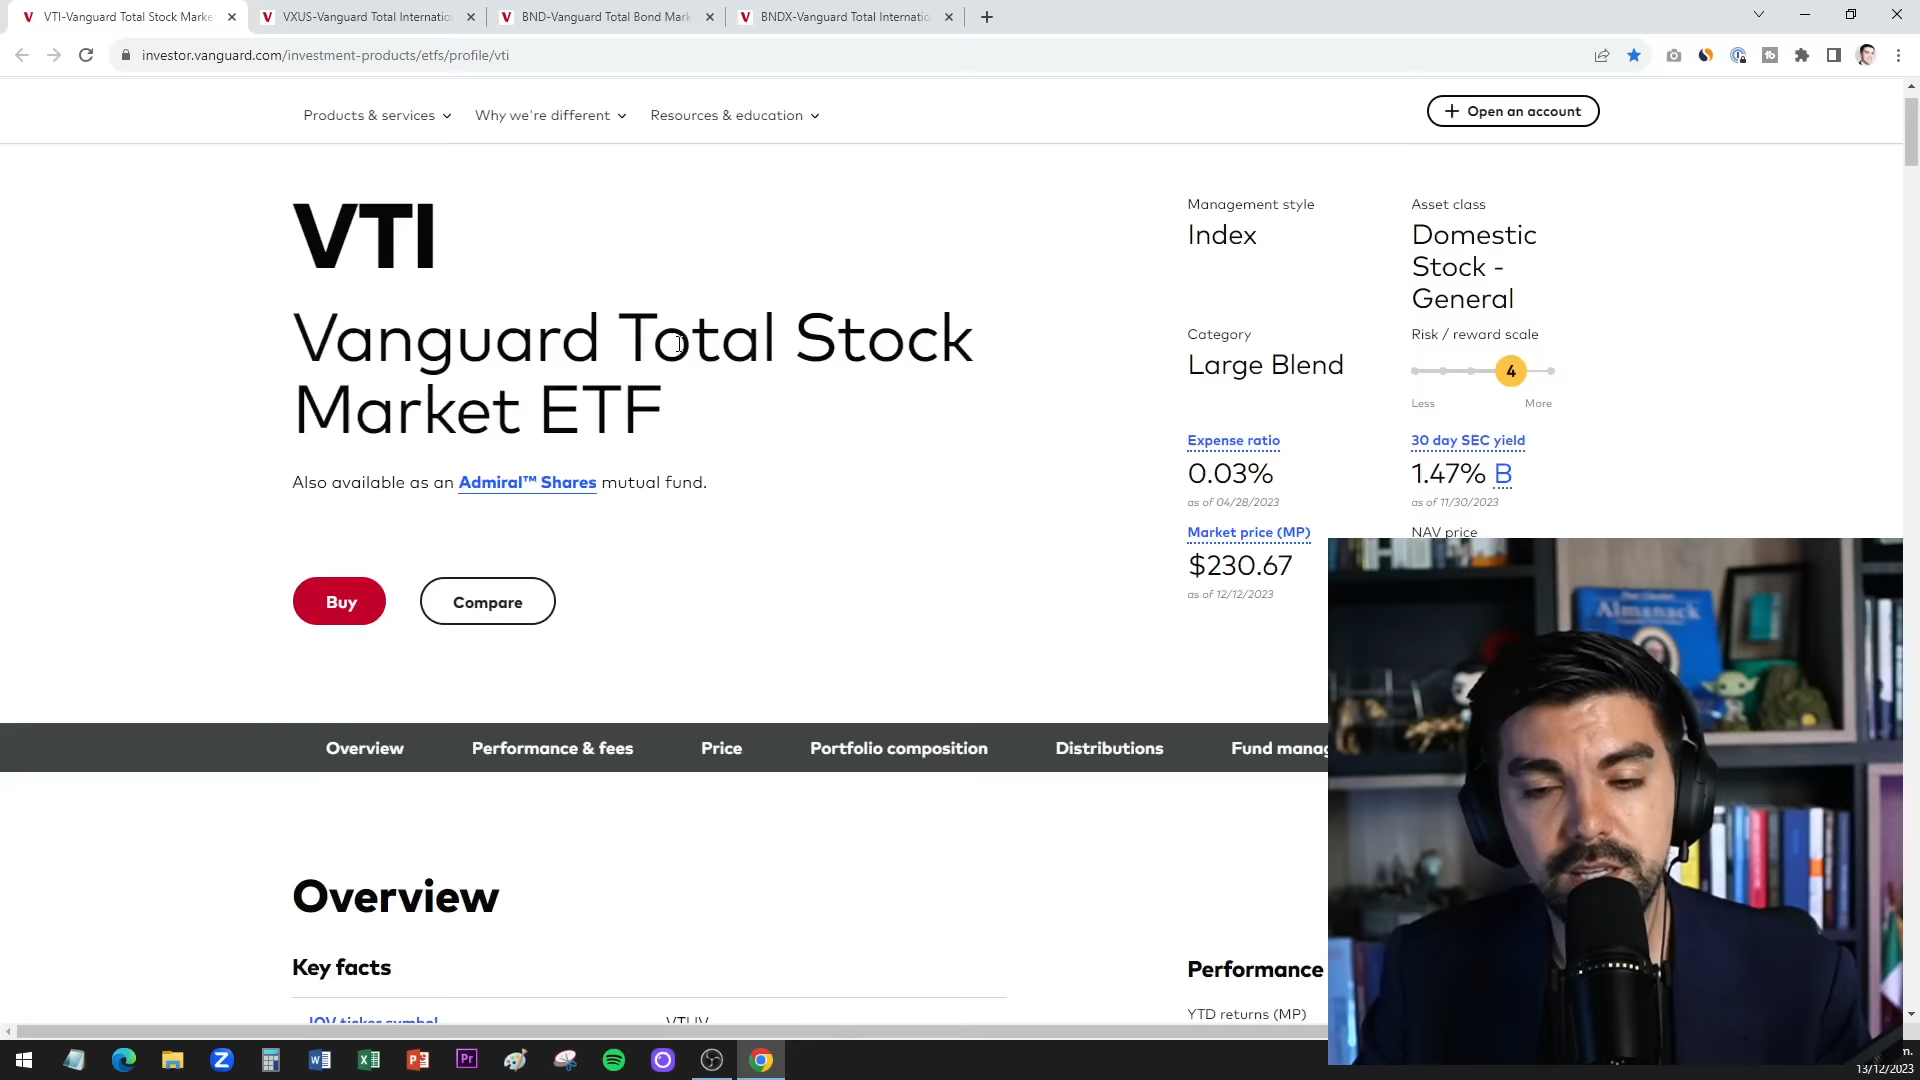 VTI-Vanguard Total Stock Marke
VXUS-Vanguard Total Internatio
BND-Vanguard Total Bond Mark
BNDX-Vanguard Total Internatio
investor.vanguard.com/investment-products/etfs/profile/vti
Products & services
Why we're different
Resources & education
Open an account
VTI
Vanguard Total Stock
Market ETF
Also available as an Admiral™ Shares mutual fund.
Buy
Compare
Management style
Index
Asset class
Domestic
Stock -
General
Category
Large Blend
Risk / reward scale
4
Less
More
Expense ratio
0.03%
as of 04/28/2023
30 day SEC yield
1.47% B
as of 11/30/2023
Market price (MP)
$230.67
as of 12/12/2023
NAV price
Almanack
Overview
Performance & fees
Price
Portfolio composition
Distributions
Fund manag
Overview
Key facts
IOV ticker symbol
Performance
YTD returns (MP)
m.
13/12/2023